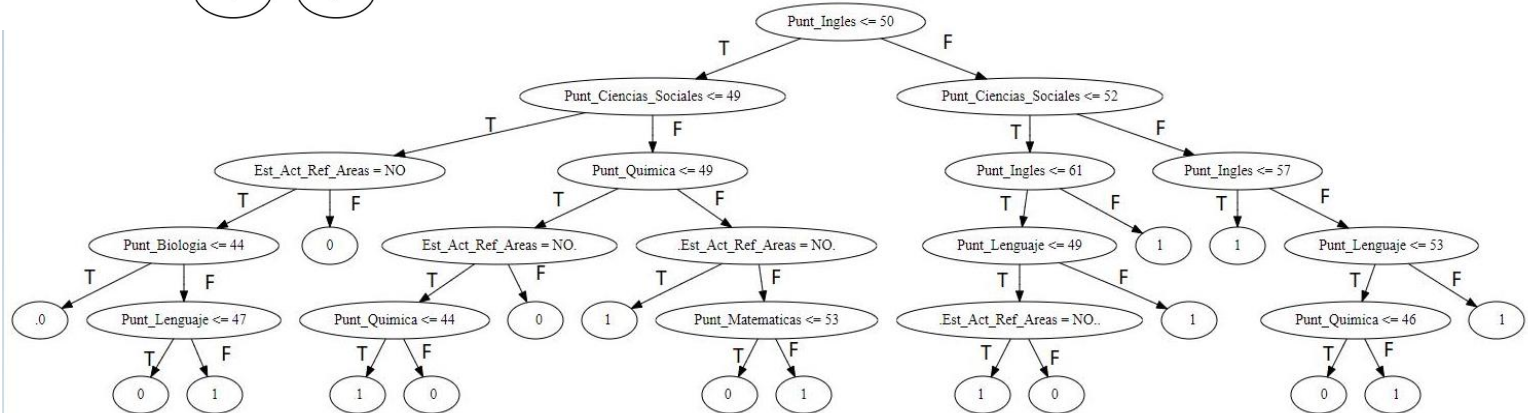 Punt_Ingles <= 50
T F
Punt_Ciencias_Sociales <= 49 Punt_Ciencias_Sociales <= 52
T F T F
Est_Act_Ref_Areas = NO Punt_Quimica <= 49 Punt_Ingles <= 61 Punt_Ingles <= 57
T F T F T F T F
Punt_Biologia <= 44 0 Est_Act_Ref_Areas = NO. .Est_Act_Ref_Areas = NO. Punt_Lenguaje <= 49 1 1 Punt_Lenguaje <= 53
T F T F T F T F T F
.0 Punt_Lenguaje <= 47 Punt_Quimica <= 44 0 1 Punt_Matematicas <= 53 .Est_Act_Ref_Areas = NO.. 1 Punt_Quimica <= 46 1
T F T F T F T F T F
0 1 1 0 0 1 1 0 0 1